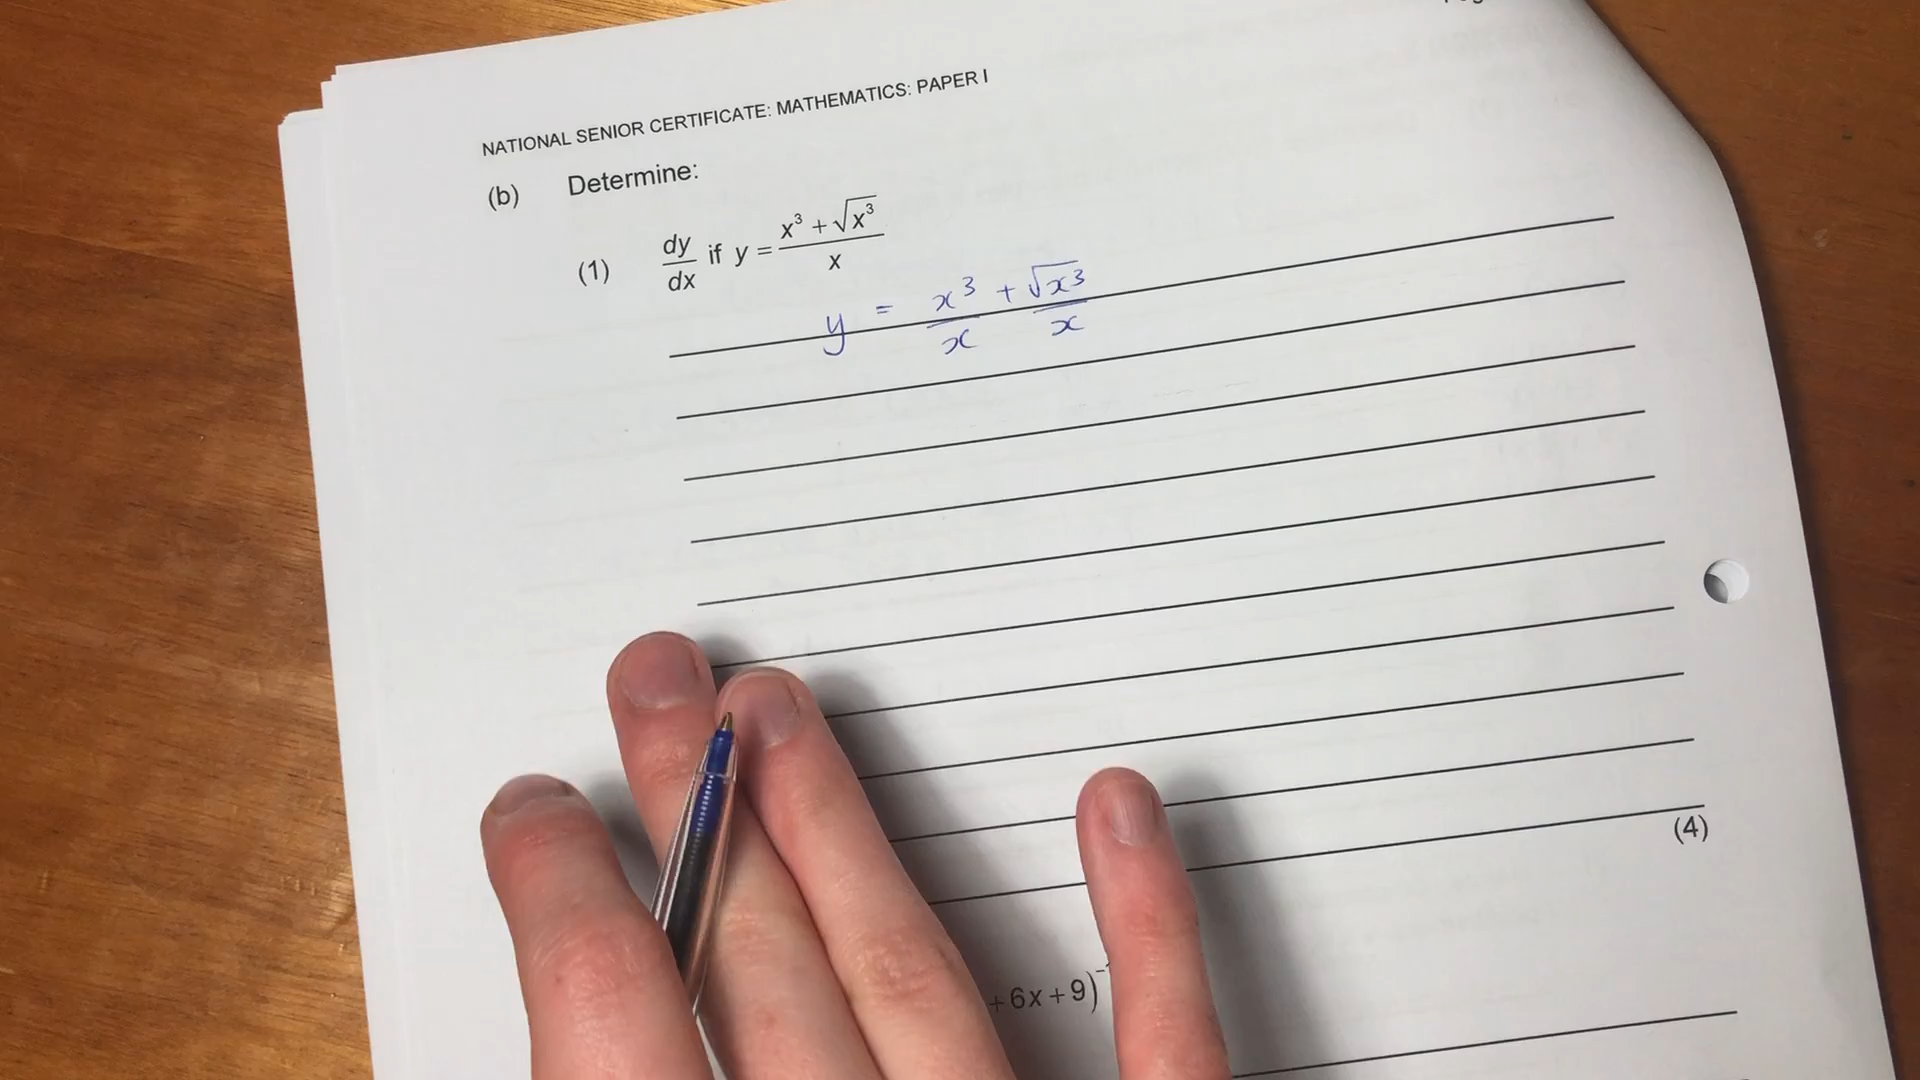 NATIONAL SENIOR CERTIFICATE: MATHEMATICS: PAPER I
(b) Determine:
(1) dy/dx if y = (x³ + √x³)/x
y = x³/x + √x³/x
(4)
+6x+9)⁻